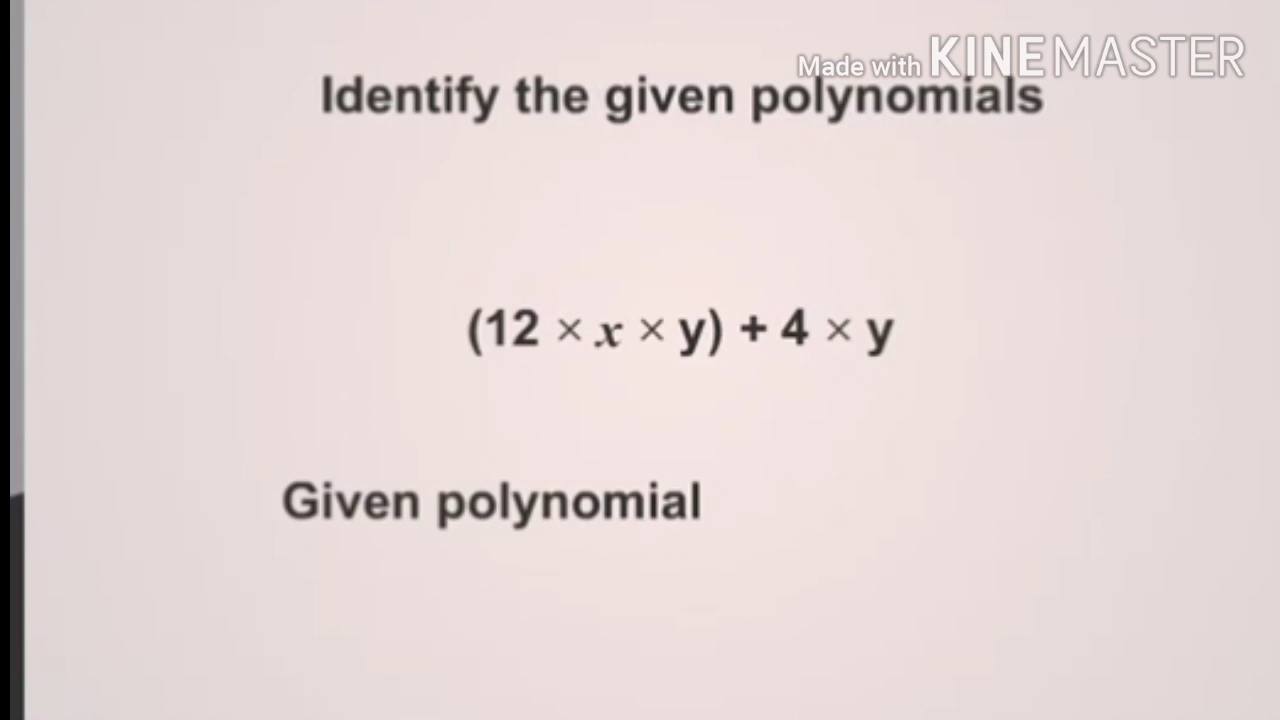 Made with KINEMASTER
Identify the given polynomials
(12 × x × y) + 4 × y
Given polynomial